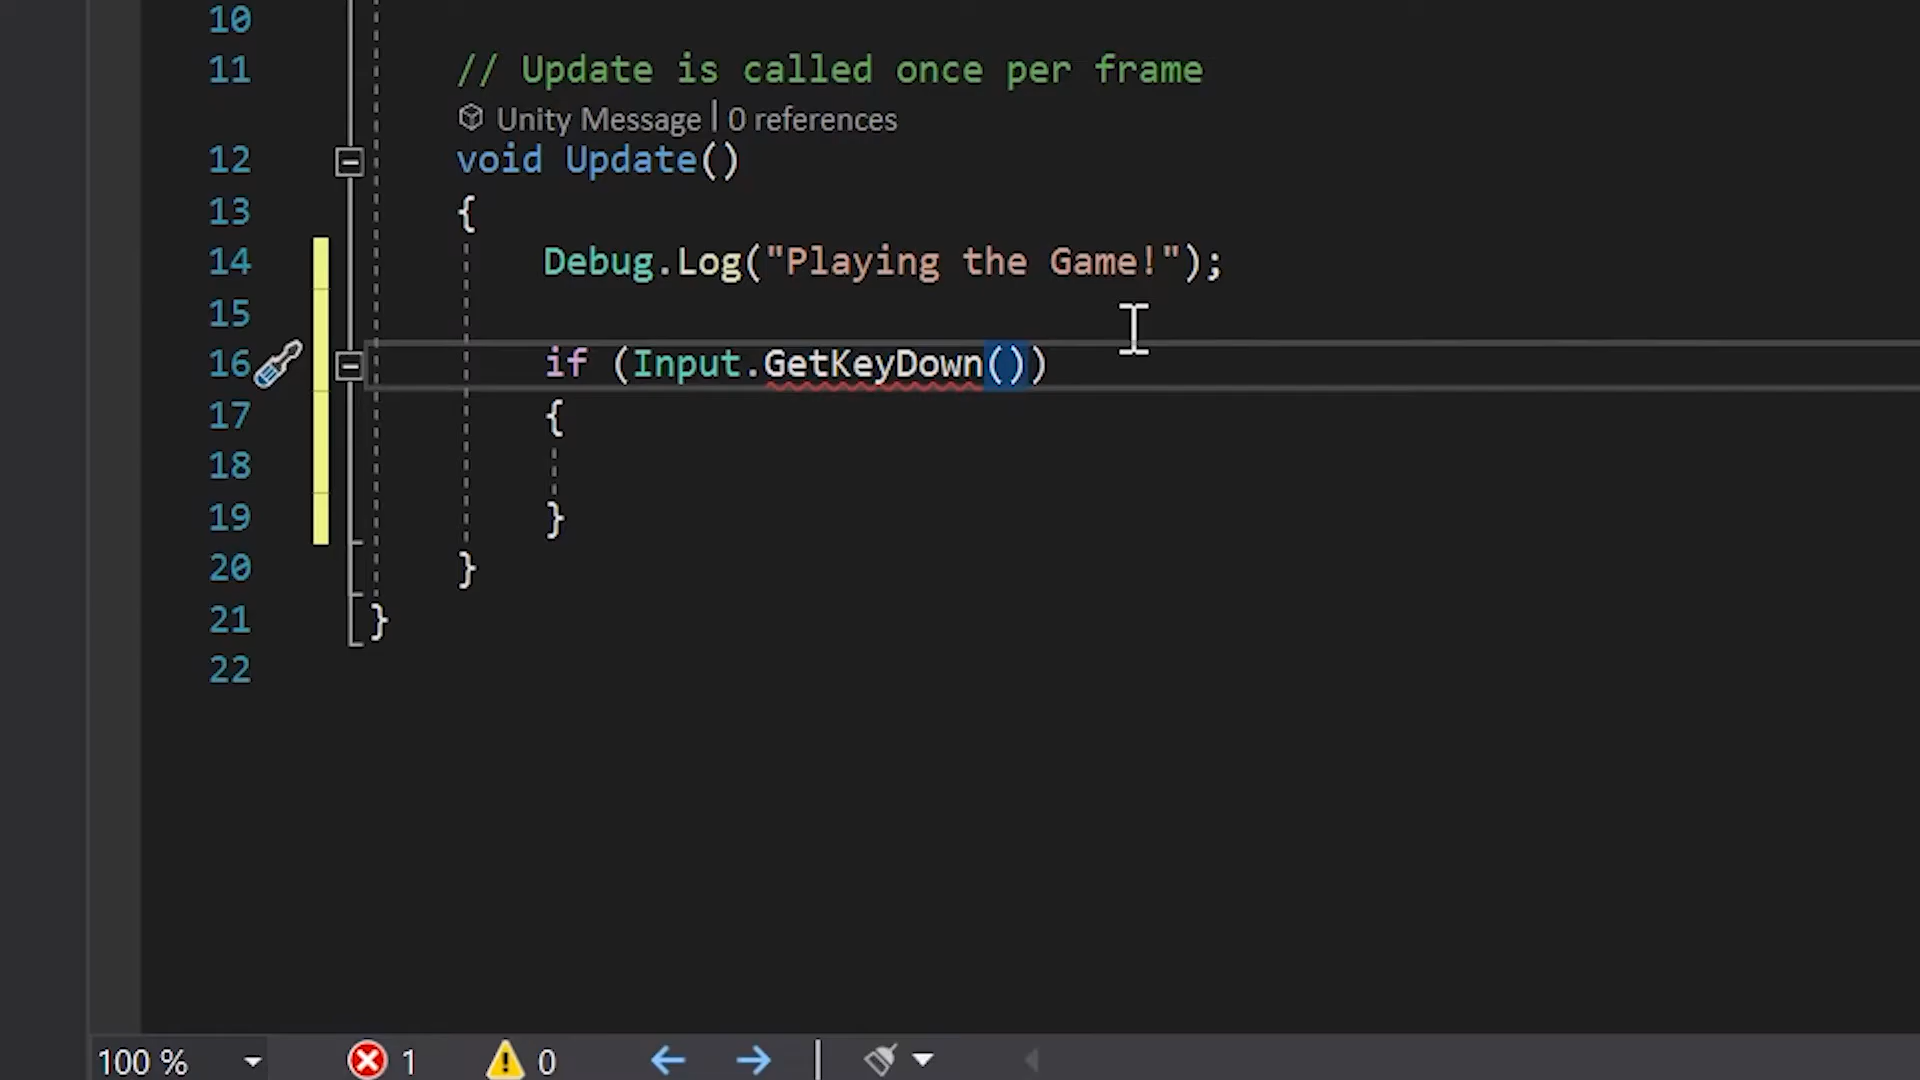 10
11 // Update is called once per frame
Unity Message | 0 references
12 void Update()
13 {
14 Debug.Log("Playing the Game!");
15
16 if (Input.GetKeyDown())
17 {
18
19 }
20 }
21 }
22
100 % 1 0